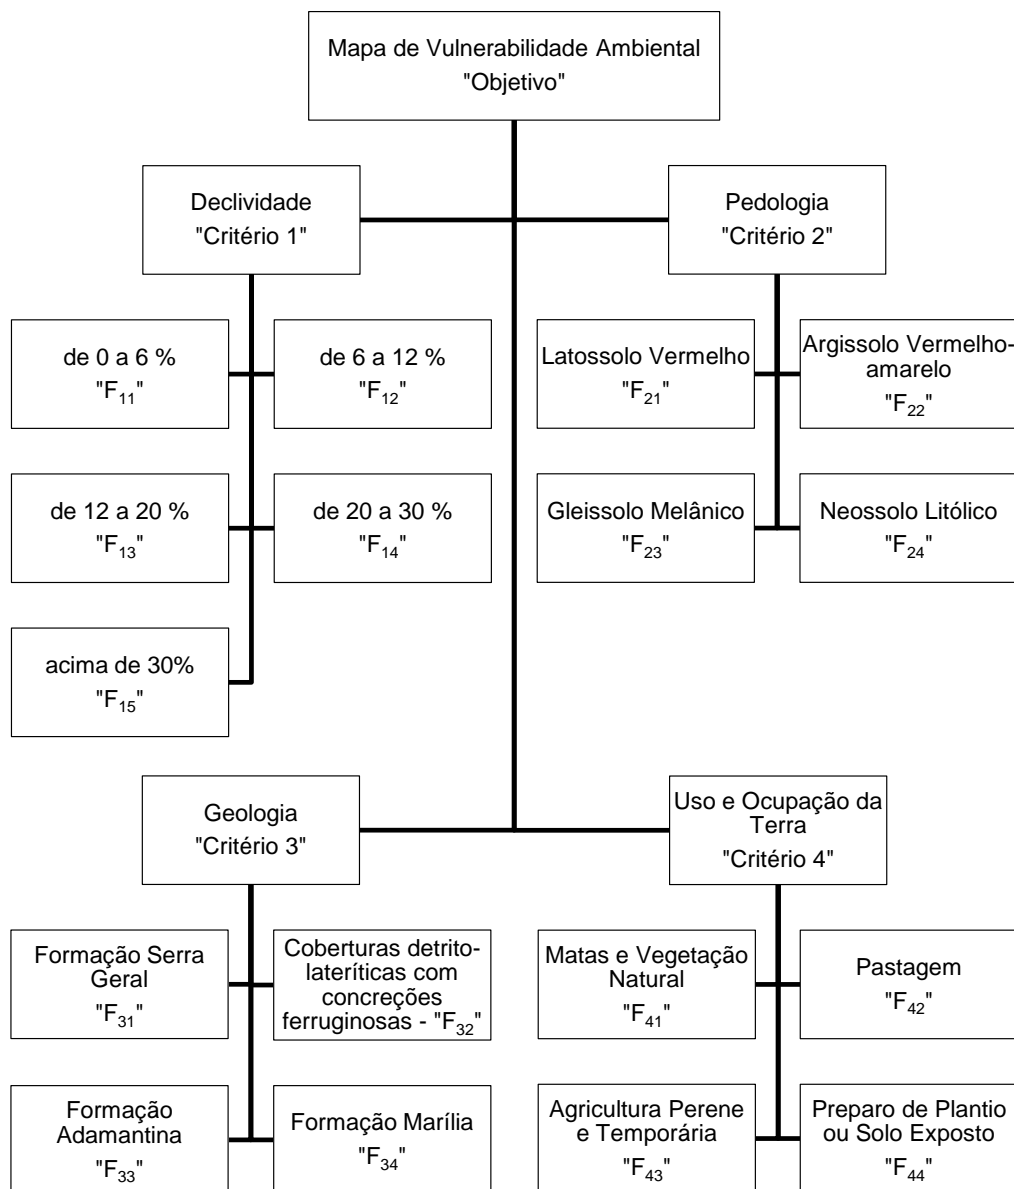 Mapa de Vulnerabilidade Ambiental
"Objetivo"
Declividade
"Critério 1"
Pedologia
"Critério 2"
de 0 a 6 %
"F11"
de 6 a 12 %
"F12"
Latossolo Vermelho
"F21"
Argissolo Vermelho-
amarelo
"F22"
de 12 a 20 %
"F13"
de 20 a 30 %
"F14"
Gleissolo Melânico
"F23"
Neossolo Litólico
"F24"
acima de 30%
"F15"
Geologia
"Critério 3"
Uso e Ocupação da
Terra
"Critério 4"
Formação Serra
Geral
"F31"
Coberturas detrito-
lateríticas com
concreções
ferruginosas - "F32"
Matas e Vegetação
Natural
"F41"
Pastagem
"F42"
Formação
Adamantina
"F33"
Formação Marília
"F34"
Agricultura Perene
e Temporária
"F43"
Preparo de Plantio
ou Solo Exposto
"F44"